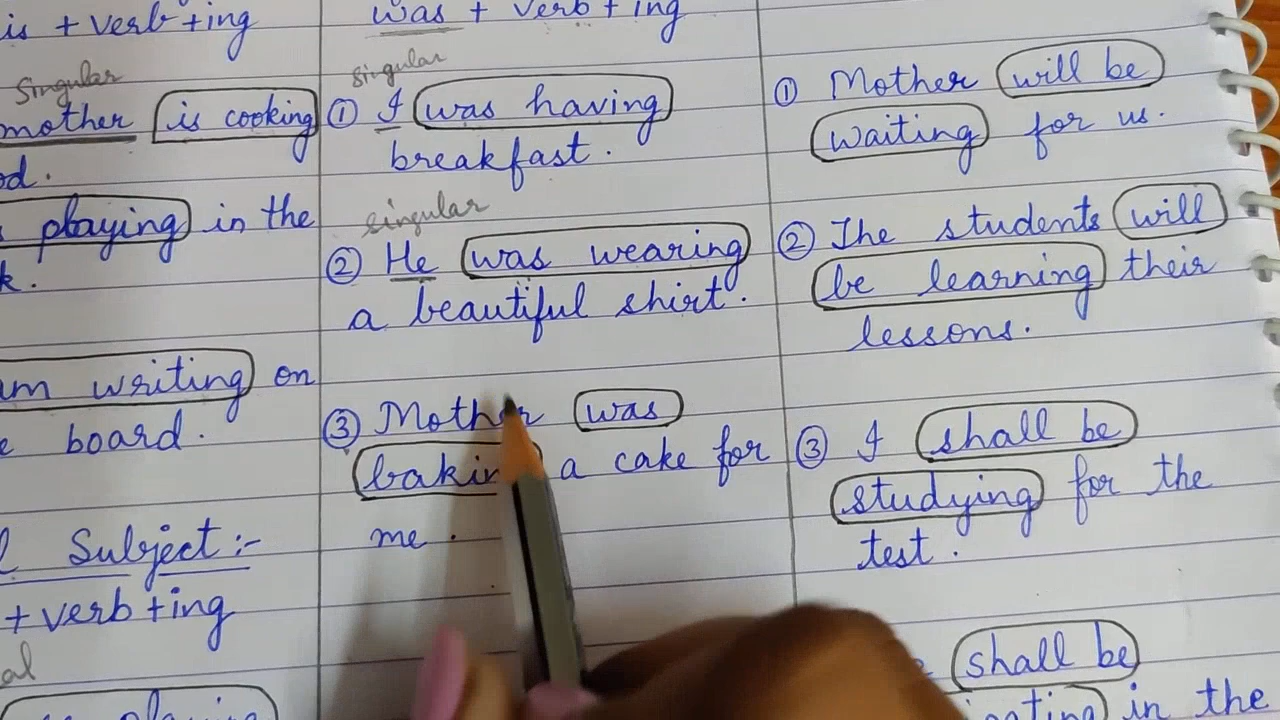 is + verb + ing
Singular
mother is cooking
playing in the
am writing on
board.
Subject :-
+ verb + ing
was + verb + ing
Singular
① I was having
breakfast.
singular
② He was wearing
a beautiful shirt.
③ Mother was
baking a cake for
me.
① Mother will be
waiting for us.
② The students will
be learning their
lessons.
③ I shall be
studying for the
test.
shall be
in the